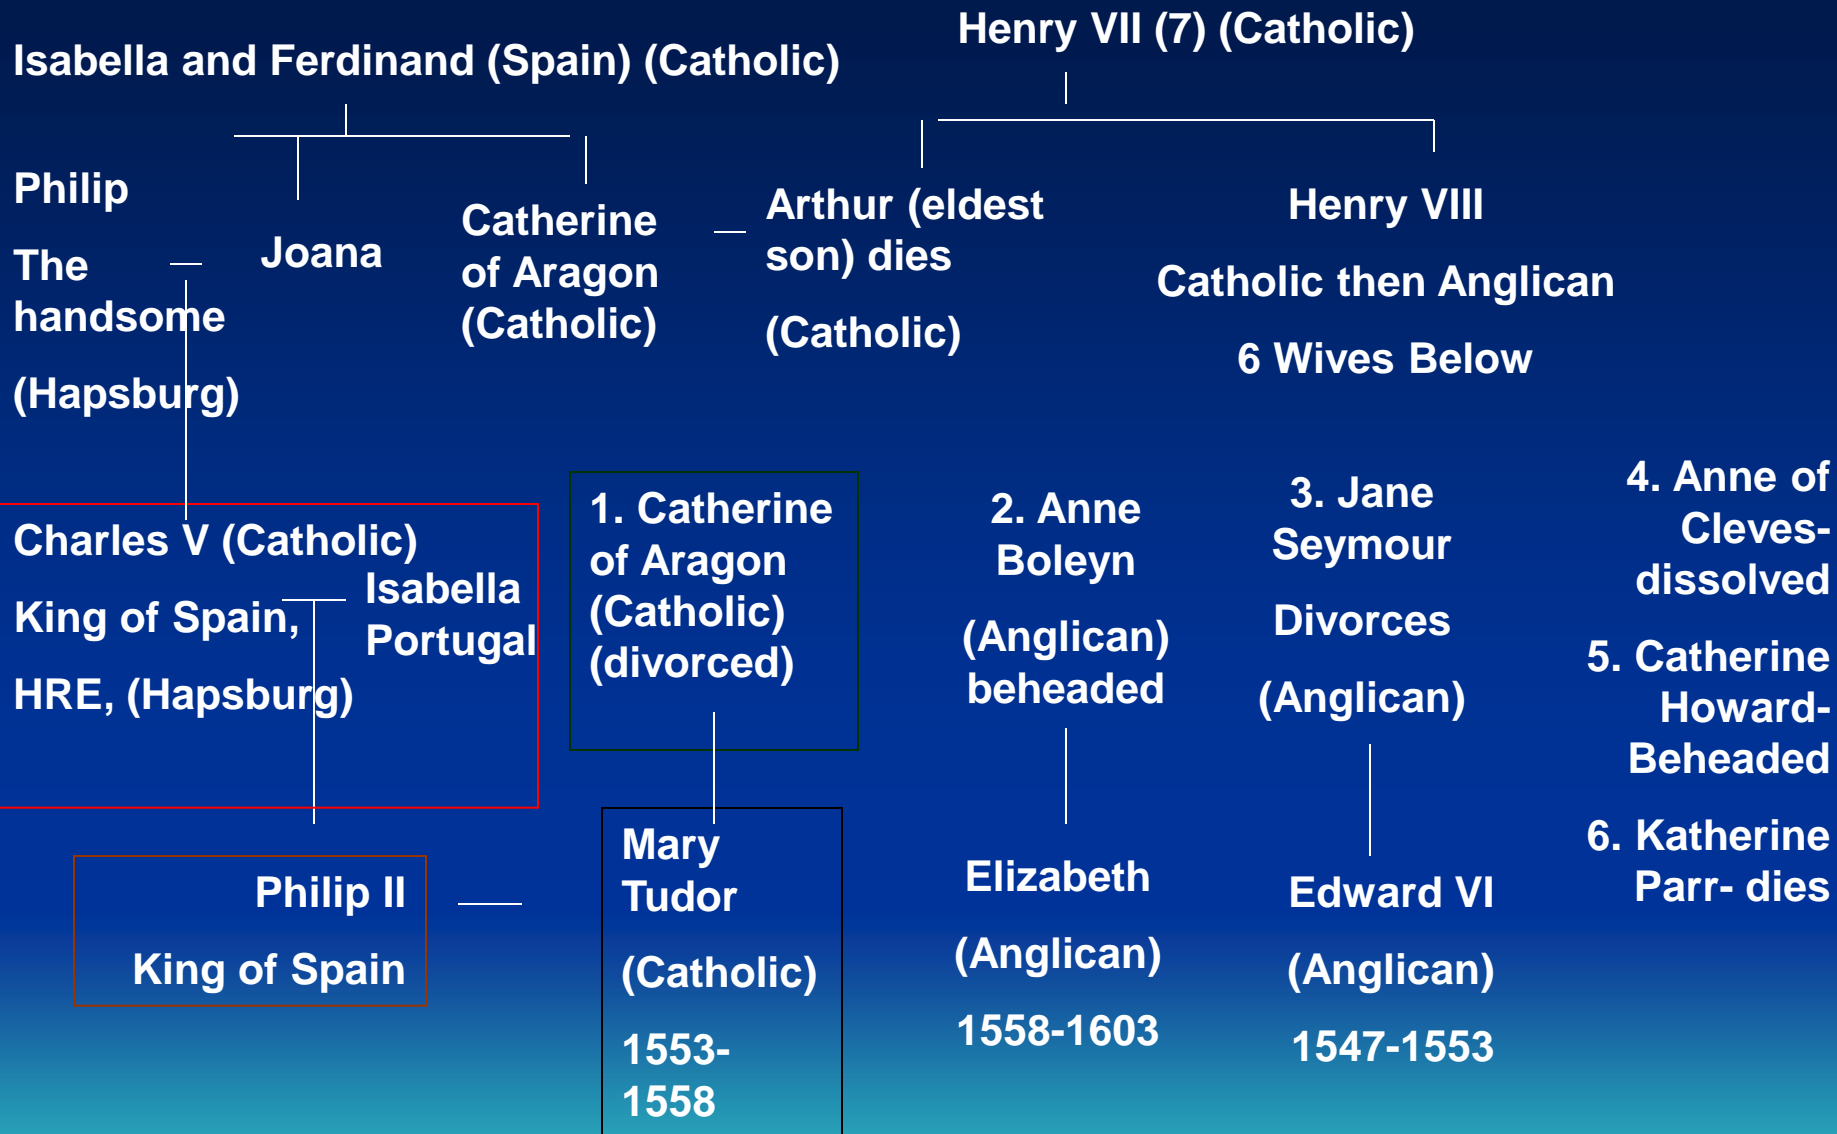 Isabella and Ferdinand (Spain) (Catholic)
Henry VII (7) (Catholic)
Philip
The
handsome
(Hapsburg)
Joana
Catherine
of Aragon
(Catholic)
Arthur (eldest
son) dies
(Catholic)
Henry VIII
Catholic then Anglican
6 Wives Below
Charles V (Catholic)
King of Spain,
HRE, (Hapsburg)
Isabella
Portugal
1. Catherine
of Aragon
(Catholic)
(divorced)
2. Anne
Boleyn
(Anglican)
beheaded
3. Jane
Seymour
Divorces
(Anglican)
4. Anne of
Cleves-
dissolved
5. Catherine
Howard-
Beheaded
6. Katherine
Parr- dies
Philip II
King of Spain
Mary
Tudor
(Catholic)
1553-
1558
Elizabeth
(Anglican)
1558-1603
Edward VI
(Anglican)
1547-1553